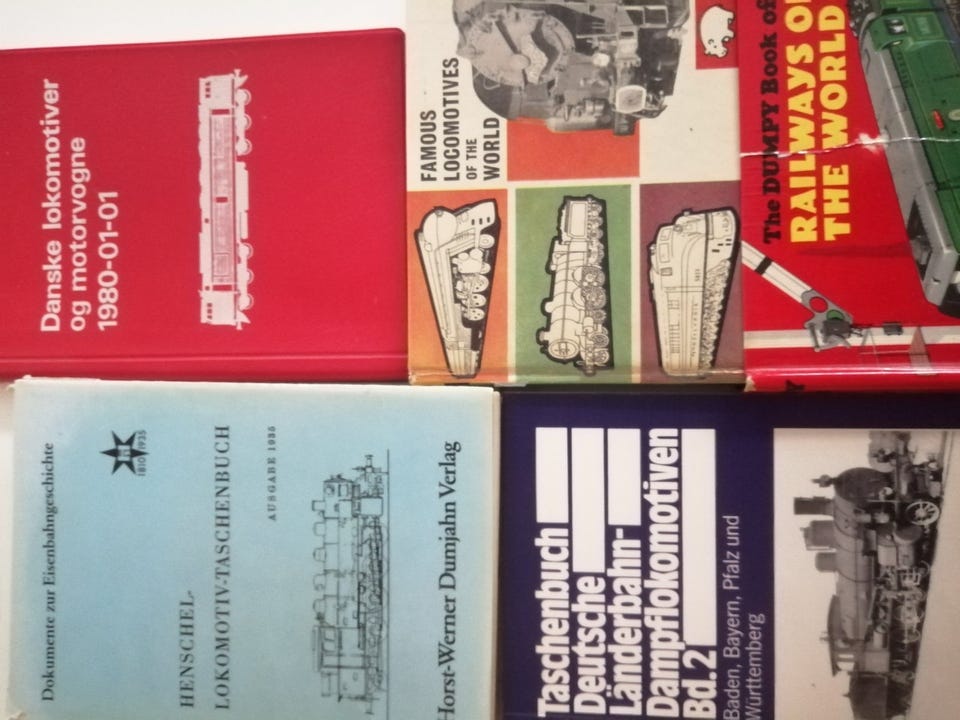 Danske lokomotiver
og motorvogne
1980-01-01
FAMOUS
LOCOMOTIVES
OF THE
WORLD
The DUMPY Book of
RAILWAYS OF
THE WORLD
Dokumente zur Eisenbahngeschichte
1810 1935
HENSCHEL-
LOKOMOTIV-TASCHENBUCH
AUSGABE 1935
Horst-Werner Dumjahn Verlag
Taschenbuch
Deutsche
Länderbahn-
Dampflokomotiven
Bd. 2
Baden, Bayern, Pfalz und
Württemberg